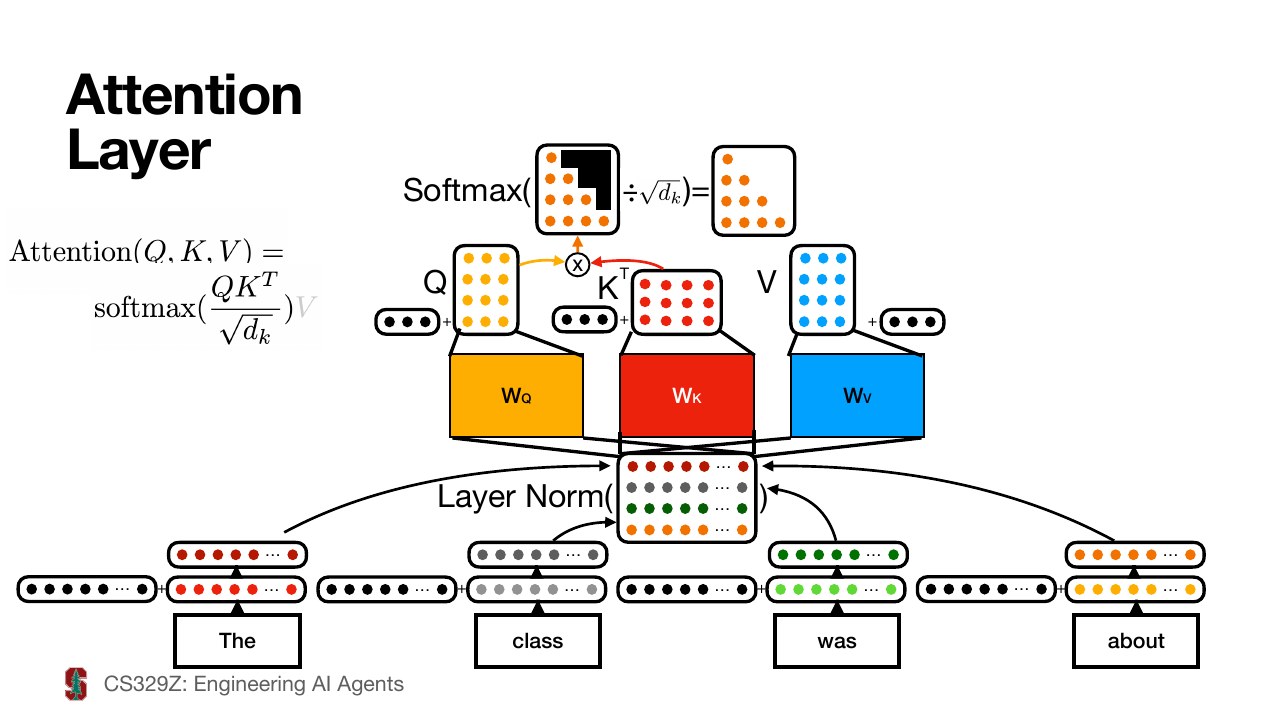 Attention
Layer
Attention(Q, K, V) =
softmax(QK^T / √d_k)V
Softmax( ÷√d_k)=
x
Q
K^T
V
+
+
+
W_Q
W_K
W_V
Layer Norm( ··· ··· ··· ··· )
··· ··· ··· ···
··· + ··· ··· + ··· ··· + ··· ··· + ···
The class was about
CS329Z: Engineering AI Agents